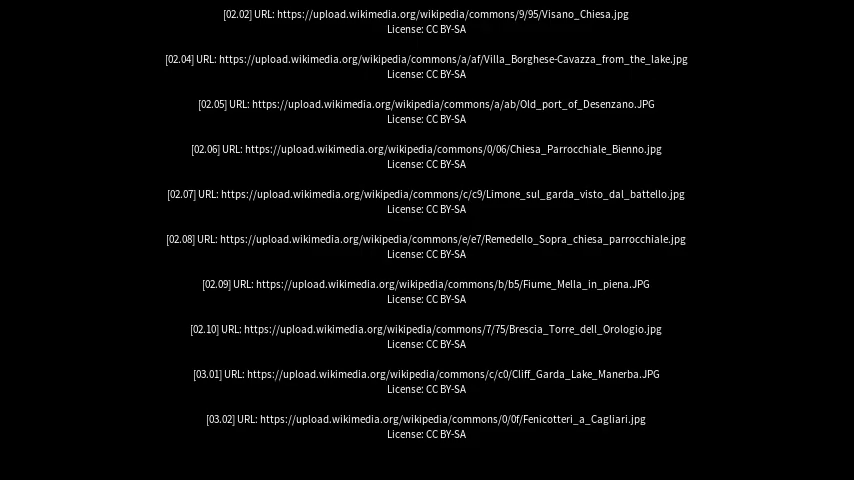 [02.02] URL: https://upload.wikimedia.org/wikipedia/commons/9/95/Visano_Chiesa.jpg
License: CC BY-SA
[02.04] URL: https://upload.wikimedia.org/wikipedia/commons/a/af/Villa_Borghese-Cavazza_from_the_lake.jpg
License: CC BY-SA
[02.05] URL: https://upload.wikimedia.org/wikipedia/commons/a/ab/Old_port_of_Desenzano.JPG
License: CC BY-SA
[02.06] URL: https://upload.wikimedia.org/wikipedia/commons/0/06/Chiesa_Parrocchiale_Bienno.jpg
License: CC BY-SA
[02.07] URL: https://upload.wikimedia.org/wikipedia/commons/c/c9/Limone_sul_garda_visto_dal_battello.jpg
License: CC BY-SA
[02.08] URL: https://upload.wikimedia.org/wikipedia/commons/e/e7/Remedello_Sopra_chiesa_parrocchiale.jpg
License: CC BY-SA
[02.09] URL: https://upload.wikimedia.org/wikipedia/commons/b/b5/Fiume_Mella_in_piena.JPG
License: CC BY-SA
[02.10] URL: https://upload.wikimedia.org/wikipedia/commons/7/75/Brescia_Torre_dell_Orologio.jpg
License: CC BY-SA
[03.01] URL: https://upload.wikimedia.org/wikipedia/commons/c/c0/Cliff_Garda_Lake_Manerba.JPG
License: CC BY-SA
[03.02] URL: https://upload.wikimedia.org/wikipedia/commons/0/0f/Fenicotteri_a_Cagliari.jpg
License: CC BY-SA